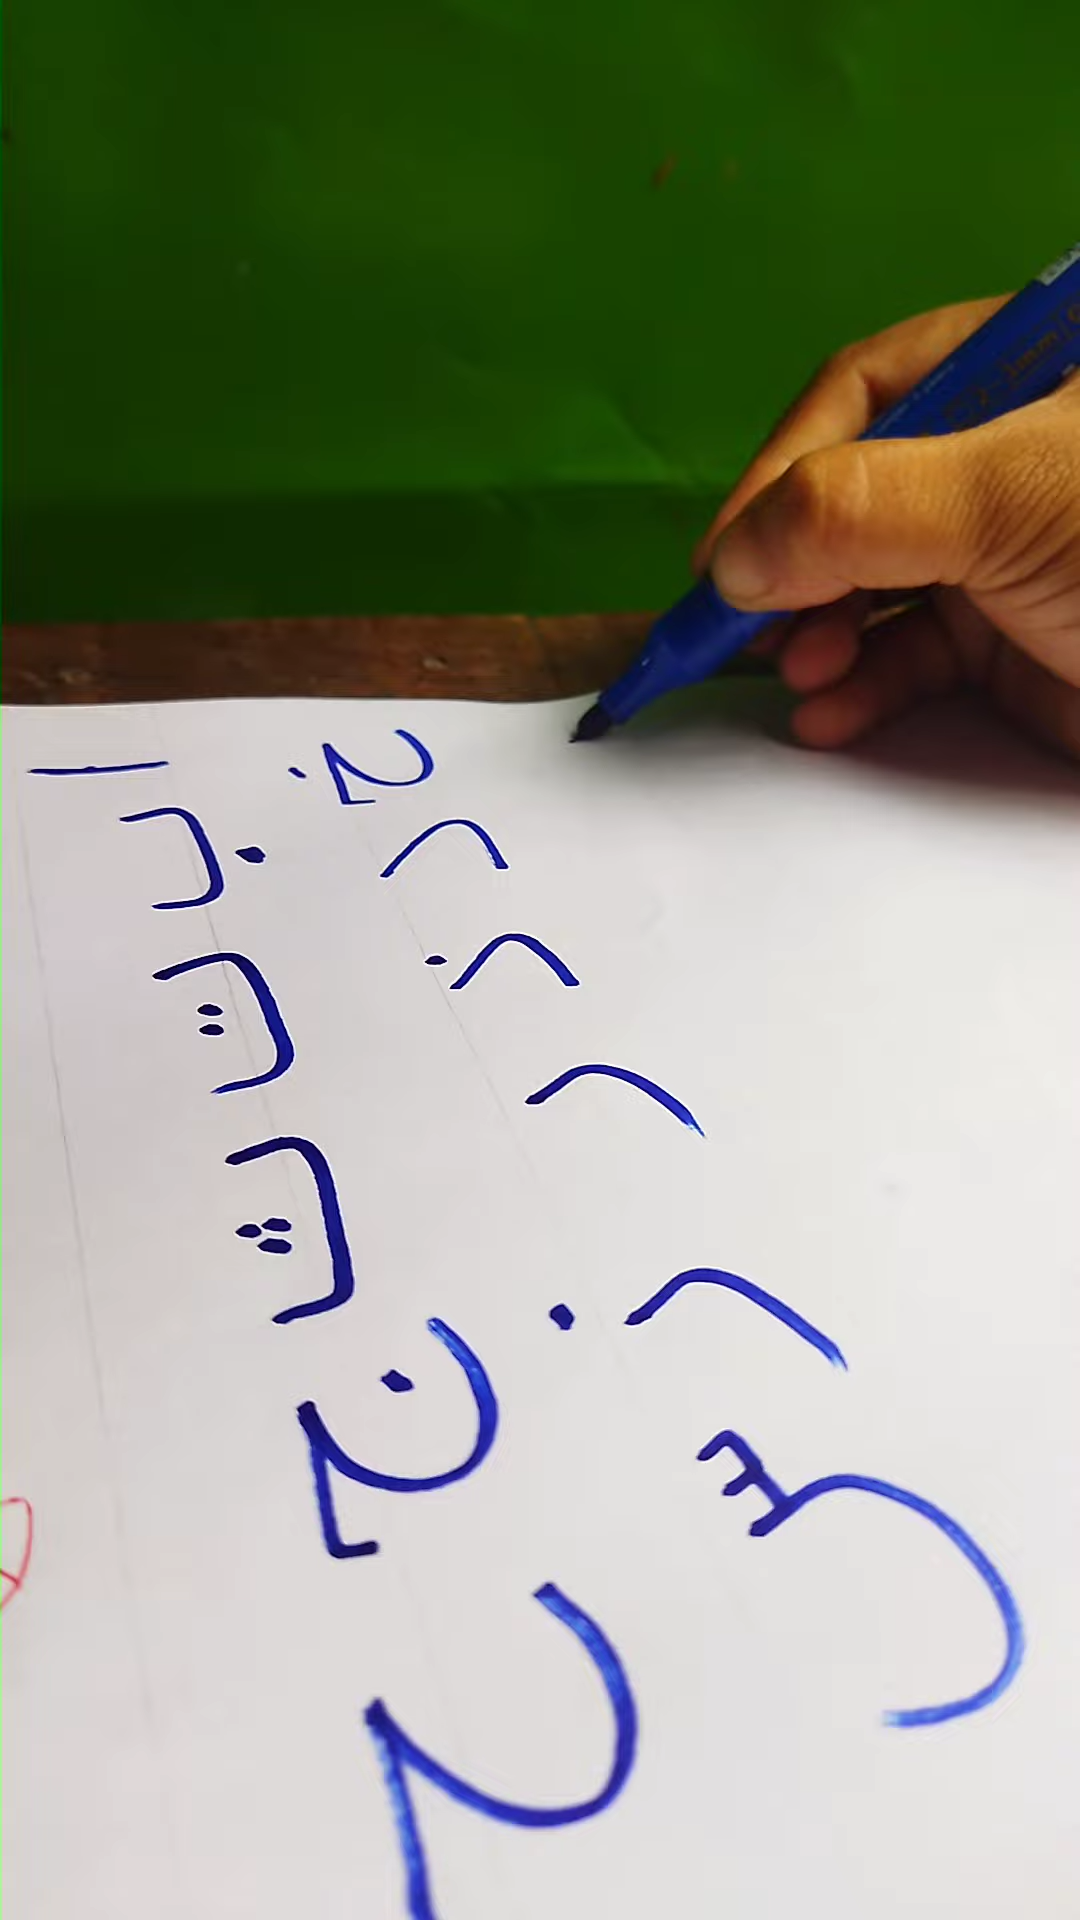 ا ب ت ث ج ح
خ د ذ ر ز س